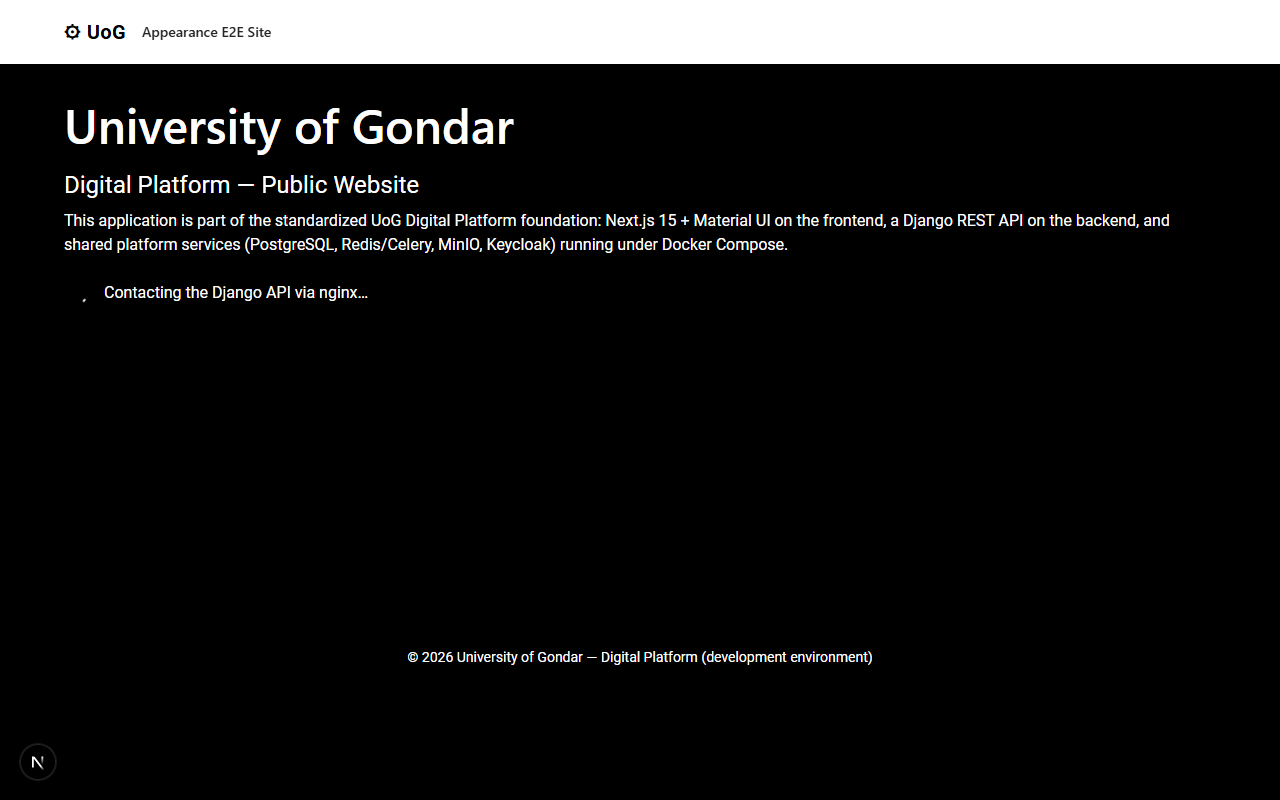 UoG
Appearance E2E Site
University of Gondar
Digital Platform — Public Website
This application is part of the standardized UoG Digital Platform foundation: Next.js 15 + Material UI on the frontend, a Django REST API on the backend, and
shared platform services (PostgreSQL, Redis/Celery, MinIO, Keycloak) running under Docker Compose.
Contacting the Django API via nginx…
© 2026 University of Gondar — Digital Platform (development environment)
N